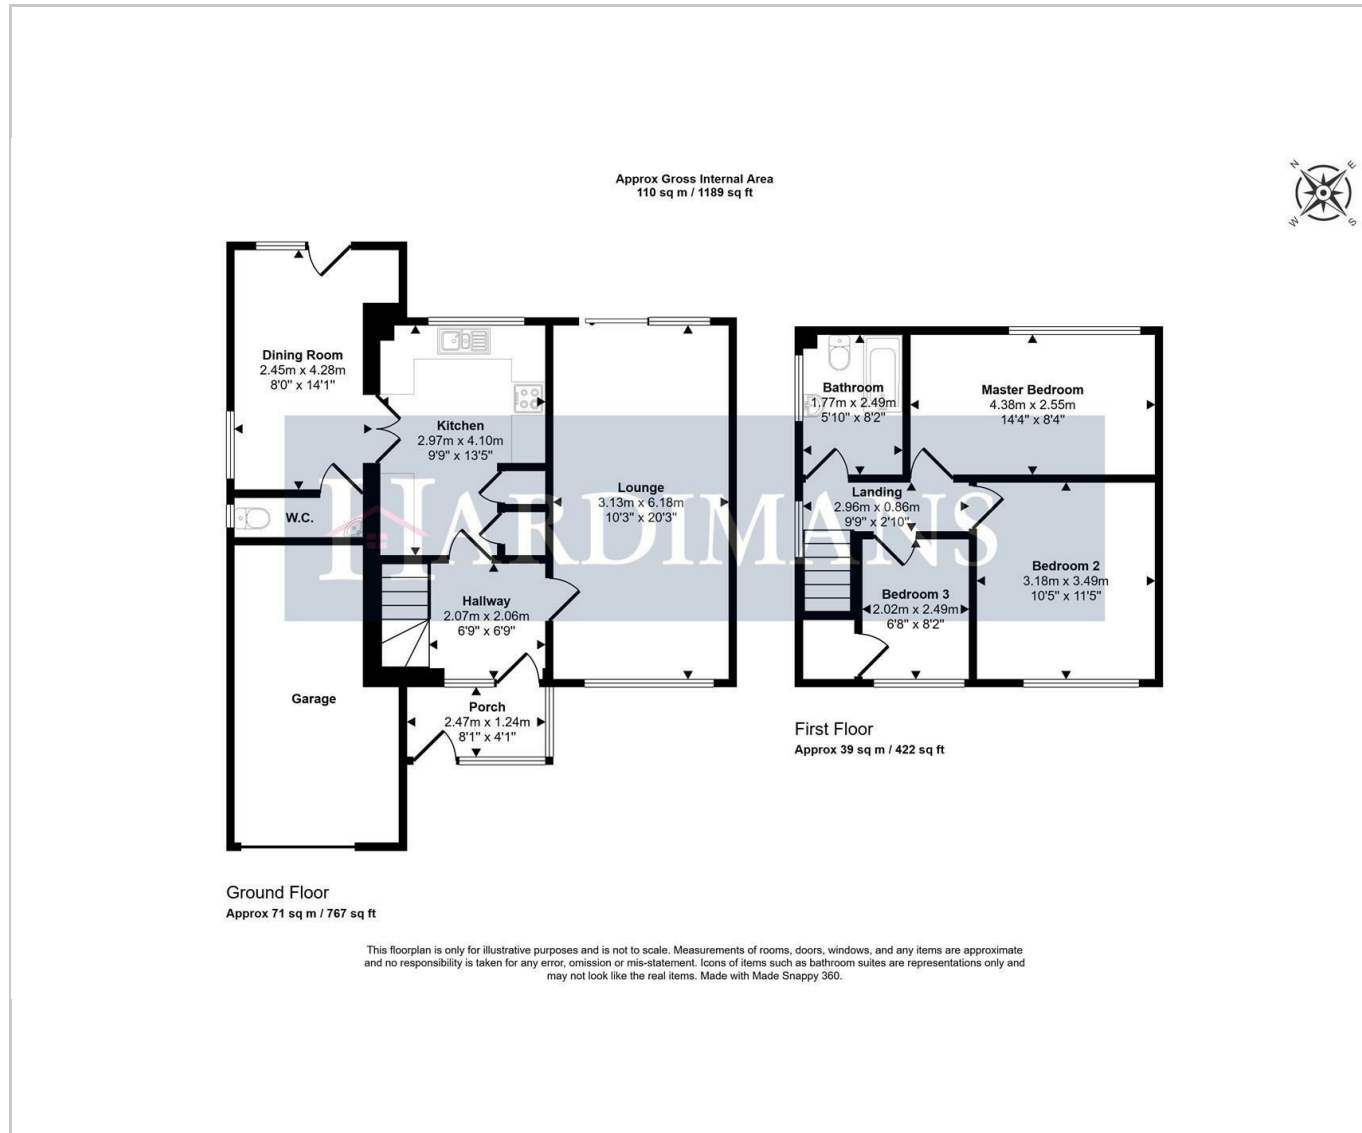 Approx Gross Internal Area
110 sq m / 1189 sq ft
N
E
W
S
Dining Room
2.45m x 4.28m
8'0" x 14'1"
Kitchen
2.97m x 4.10m
9'9" x 13'5"
Lounge
3.13m x 6.18m
10'3" x 20'3"
W.C.
Hallway
2.07m x 2.06m
6'9" x 6'9"
Garage
Porch
2.47m x 1.24m
8'1" x 4'1"
Bathroom
1.77m x 2.49m
5'10" x 8'2"
Master Bedroom
4.38m x 2.55m
14'4" x 8'4"
Landing
2.96m x 0.86m
9'9" x 2'10"
Bedroom 2
3.18m x 3.49m
10'5" x 11'5"
Bedroom 3
2.02m x 2.49m
6'8" x 8'2"
HARDIMANS
First Floor
Approx 39 sq m / 422 sq ft
Ground Floor
Approx 71 sq m / 767 sq ft
This floorplan is only for illustrative purposes and is not to scale. Measurements of rooms, doors, windows, and any items are approximate
and no responsibility is taken for any error, omission or mis-statement. Icons of items such as bathroom suites are representations only and
may not look like the real items. Made with Made Snappy 360.